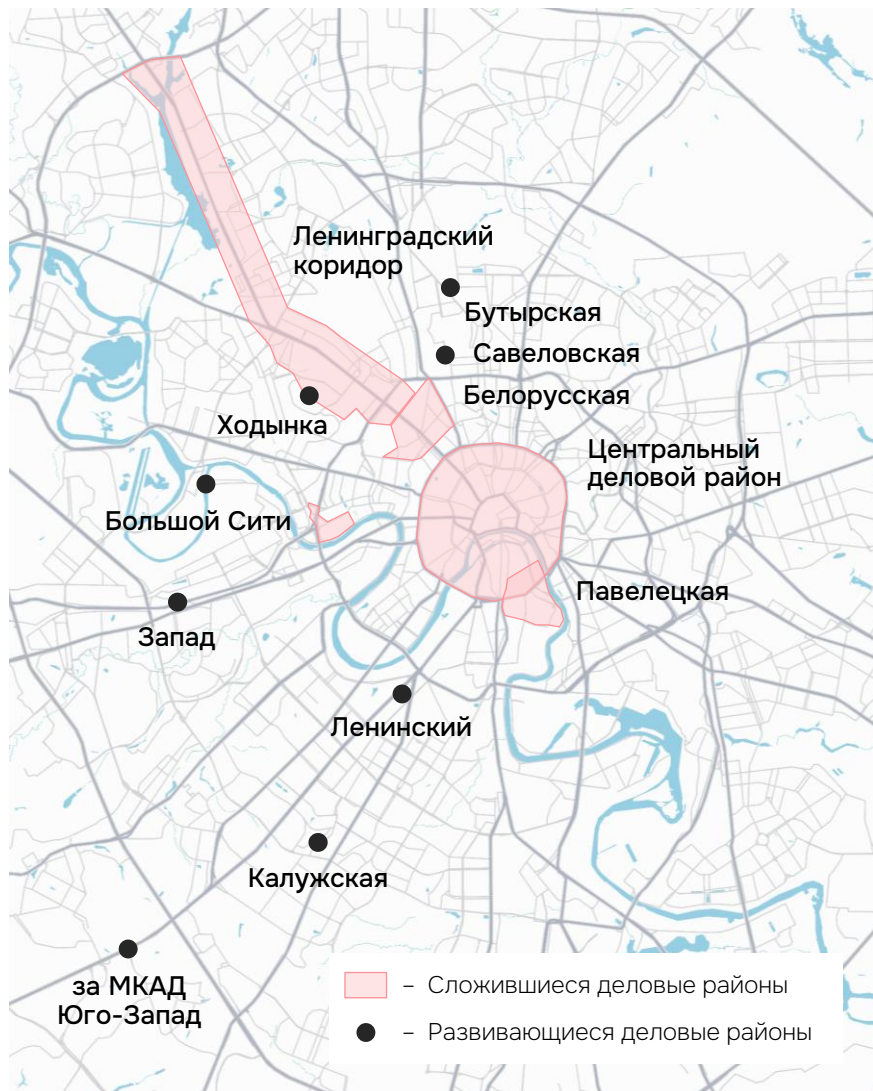 Ленинградский
коридор
Бутырская
Савеловская
Белорусская
Ходынка
Центральный
деловой район
Большой Сити
Павелецкая
Запад
Ленинский
Калужская
за МКАД
Юго-Запад
– Сложившиеся деловые районы
– Развивающиеся деловые районы